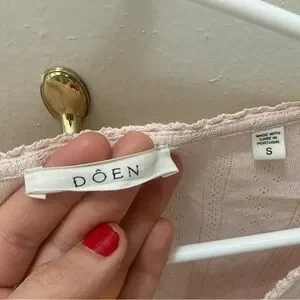 DÔEN
MADE WITH
CARE IN
PORTUGAL
S